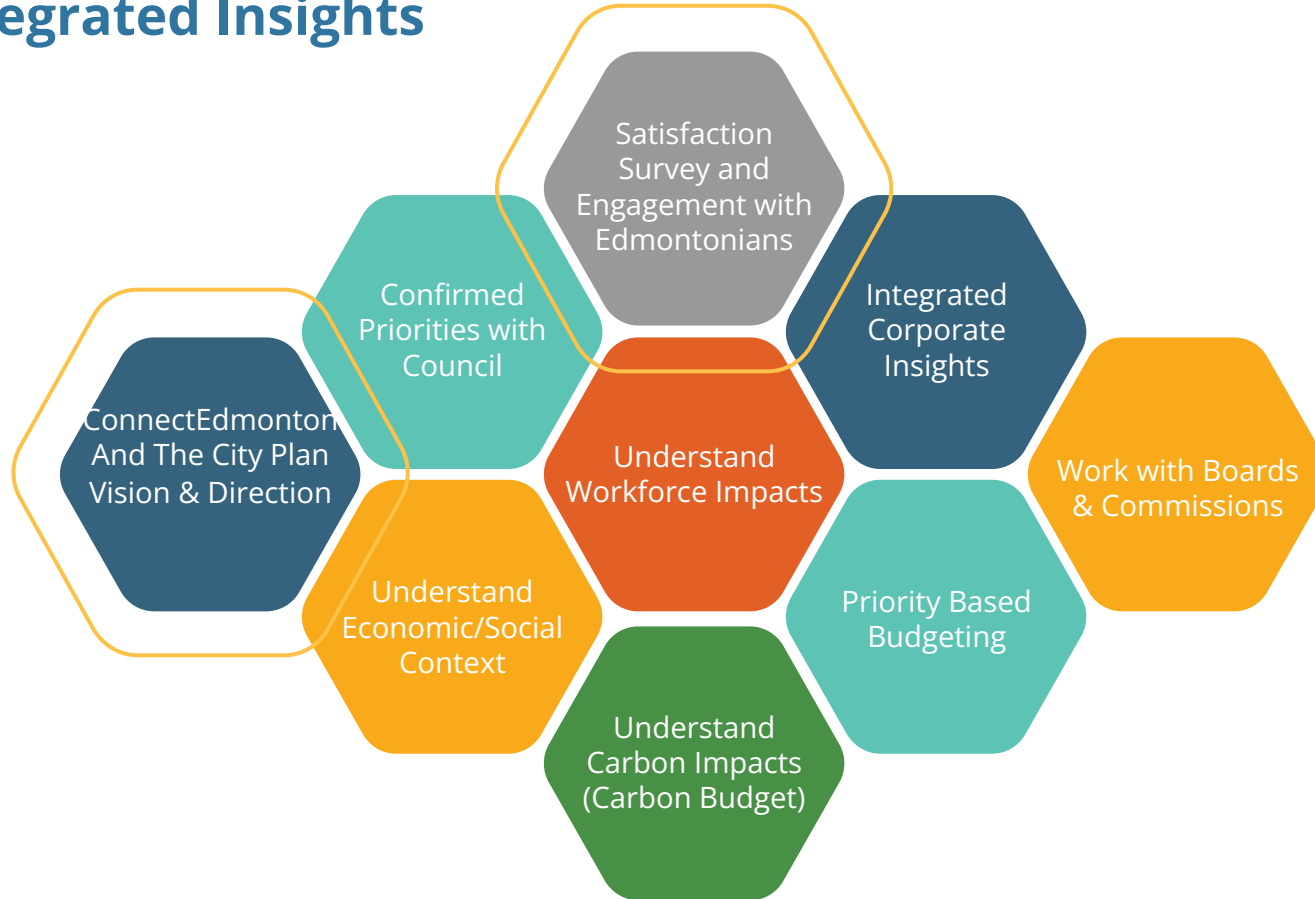 egrated Insights
Satisfaction
Survey and
Engagement with
Edmontonians
Confirmed
Priorities with
Council
Integrated
Corporate
Insights
ConnectEdmonton
And The City Plan
Vision & Direction
Understand
Workforce Impacts
Work with Boards
& Commissions
Understand
Economic/Social
Context
Priority Based
Budgeting
Understand
Carbon Impacts
(Carbon Budget)